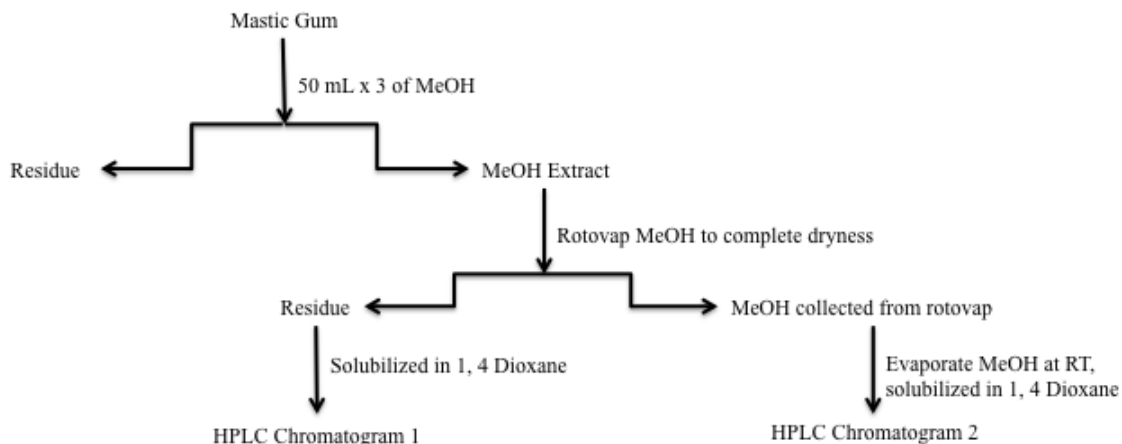 Mastic Gum
50 mL x 3 of MeOH
Residue
MeOH Extract
Rotovap MeOH to complete dryness
Residue
MeOH collected from rotovap
Solubilized in 1, 4 Dioxane
Evaporate MeOH at RT,
solubilized in 1, 4 Dioxane
HPLC Chromatogram 1
HPLC Chromatogram 2